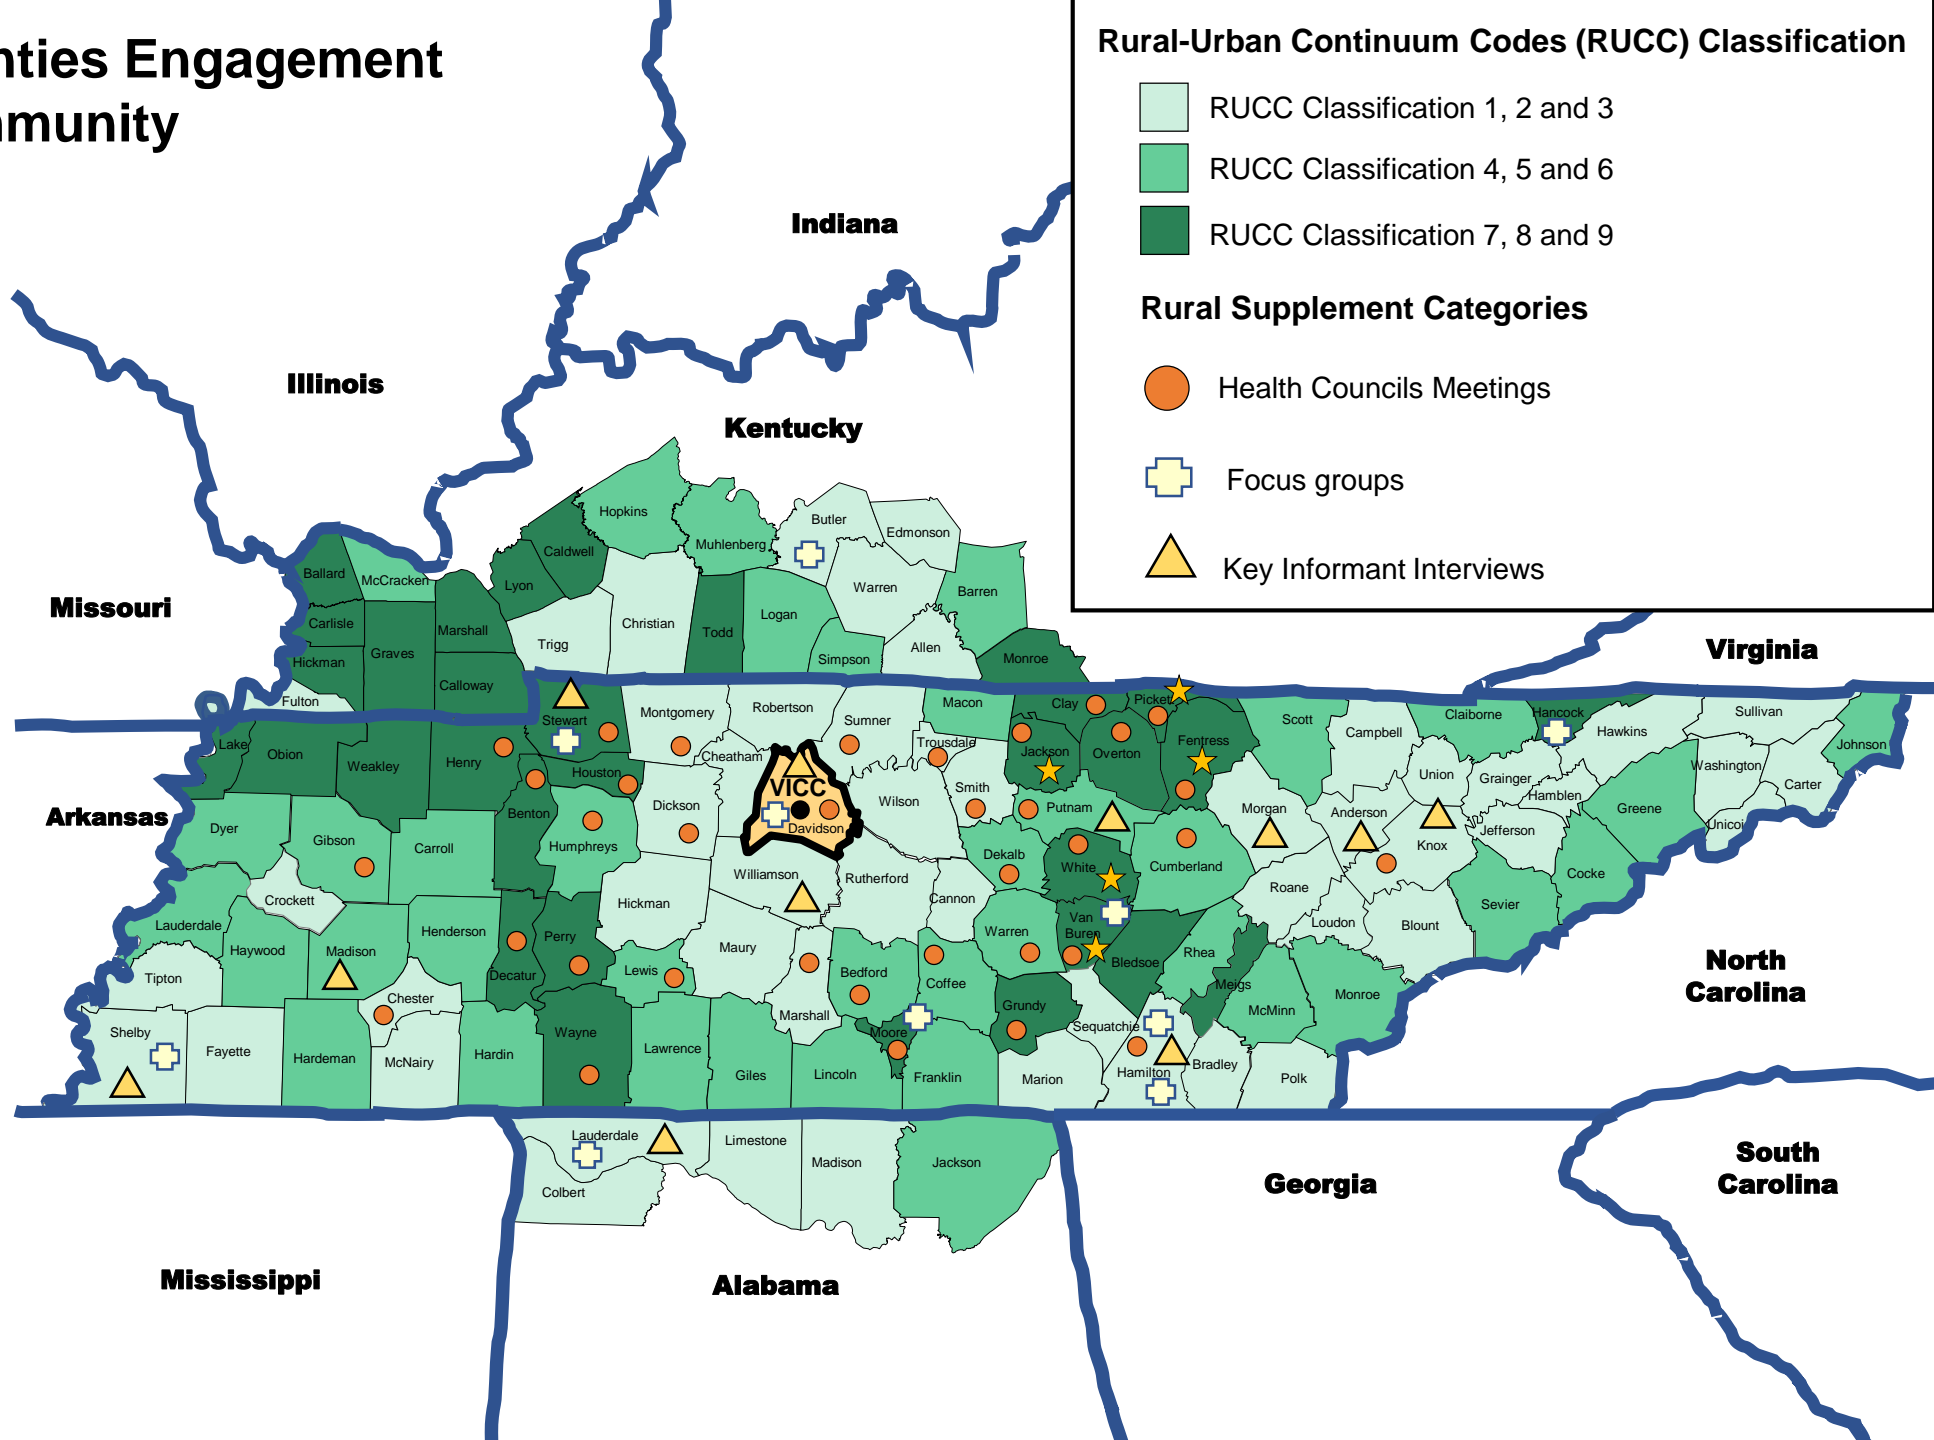 nties Engagement
mmunity
Rural-Urban Continuum Codes (RUCC) Classification
RUCC Classification 1, 2 and 3
RUCC Classification 4, 5 and 6
RUCC Classification 7, 8 and 9
Rural Supplement Categories
Health Councils Meetings
Focus groups
Key Informant Interviews
Indiana
Illinois
Kentucky
Missouri
Virginia
Arkansas
North
Carolina
South
Carolina
Georgia
Mississippi
Alabama
Hopkins
Butler
Edmonson
Muhlenberg
Caldwell
Ballard
McCracken
Lyon
Warren
Barren
Carlisle
Marshall
Christian
Todd
Logan
Trigg
Graves
Hickman
Simpson
Allen
Monroe
Calloway
Fulton
Stewart
Montgomery
Robertson
Sumner
Macon
Clay
Picket
Scott
Claiborne
Hancock
Sullivan
Hawkins
Johnson
Campbell
Lake
Obion
Weakley
Henry
Houston
Cheatham
Trousdale
Jackson
Overton
Fentress
Union
Grainger
Washington
Carter
Hamblen
VICC
Davidson
Wilson
Smith
Putnam
Morgan
Anderson
Greene
Unicoi
Jefferson
Knox
Benton
Dickson
Dyer
Gibson
Carroll
Humphreys
Dekalb
White
Cumberland
Cocke
Williamson
Rutherford
Roane
Crockett
Hickman
Cannon
Sevier
Loudon
Blount
Lauderdale
Haywood
Madison
Henderson
Perry
Decatur
Maury
Warren
Van
Buren
Rhea
Bledsoe
Lewis
Bedford
Coffee
Meigs
McMinn
Monroe
Tipton
Chester
Marshall
Grundy
Sequatchie
Shelby
Fayette
Hardeman
McNairy
Hardin
Wayne
Lawrence
Moore
Giles
Lincoln
Franklin
Marion
Hamilton
Bradley
Polk
Lauderdale
Limestone
Madison
Jackson
Colbert